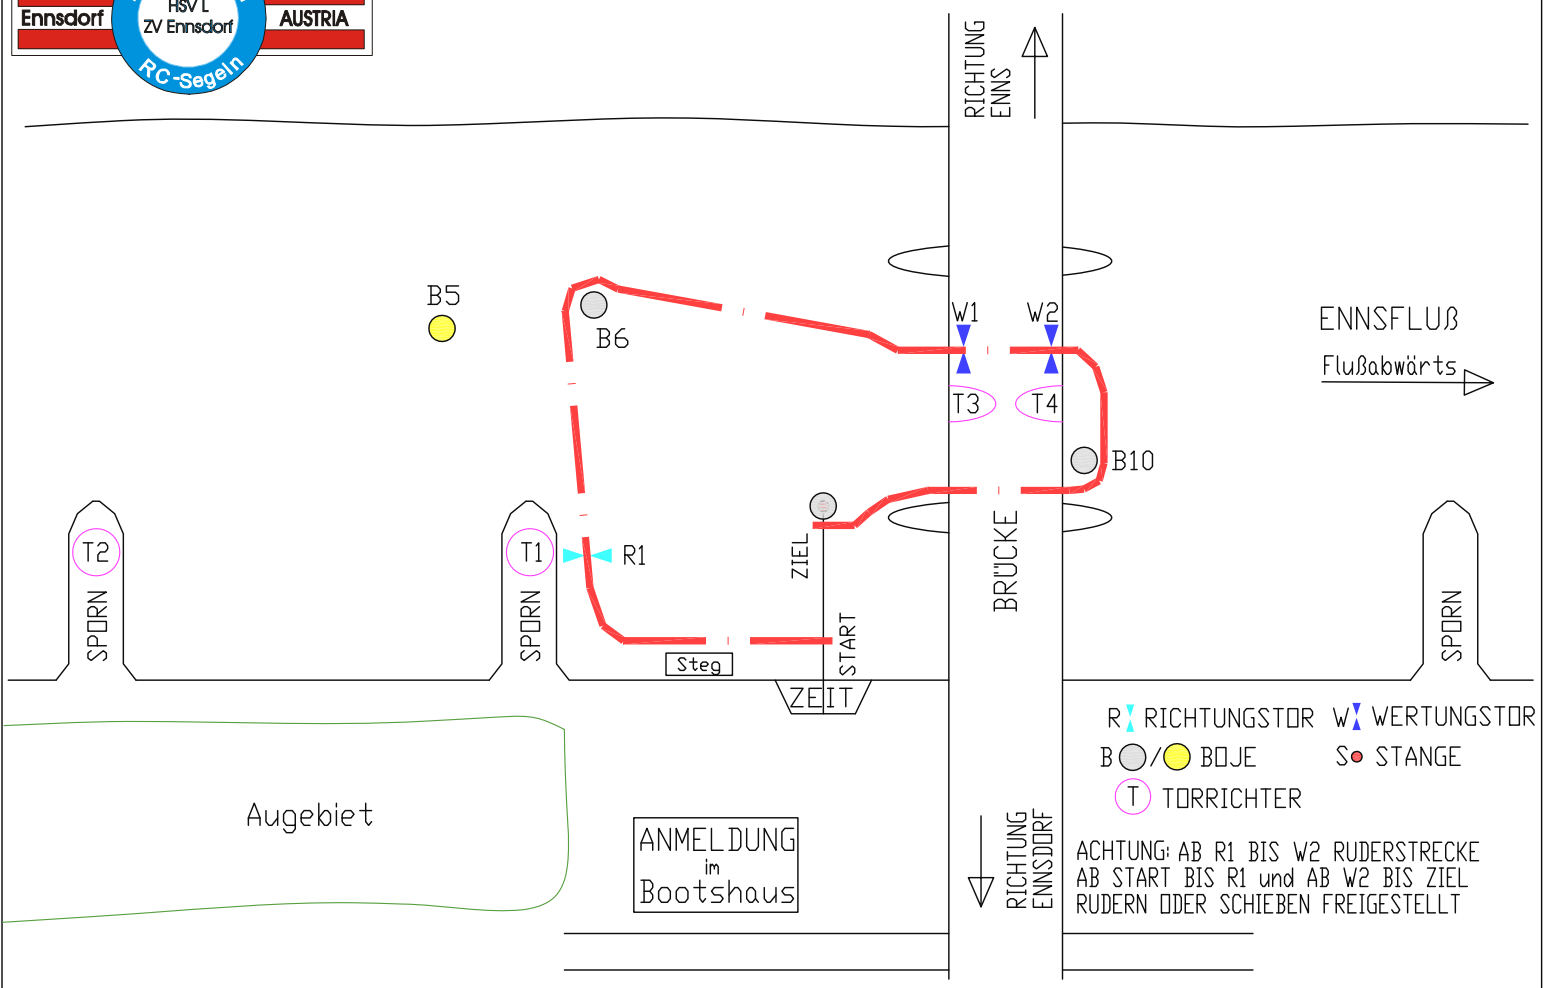 HSV L
Ennsdorf
ZV Ennsdorf
AUSTRIA
RC-Segeln
RICHTUNG
ENNS
B5
B6
W1
W2
ENNSFLUß
Flußabwärts
T3
T4
B10
T2
T1
R1
ZIEL
BRÜCKE
SPORN
SPORN
START
SPORN
Steg
ZEIT
R RICHTUNGSTOR W WERTUNGSTOR
B / BOJE S STANGE
T TORRICHTER
Augebiet
ANMELDUNG
im
Bootshaus
RICHTUNG
ENNSDORF
ACHTUNG: AB R1 BIS W2 RUDERSTRECKE
AB START BIS R1 und AB W2 BIS ZIEL
RUDERN ODER SCHIEBEN FREIGESTELLT